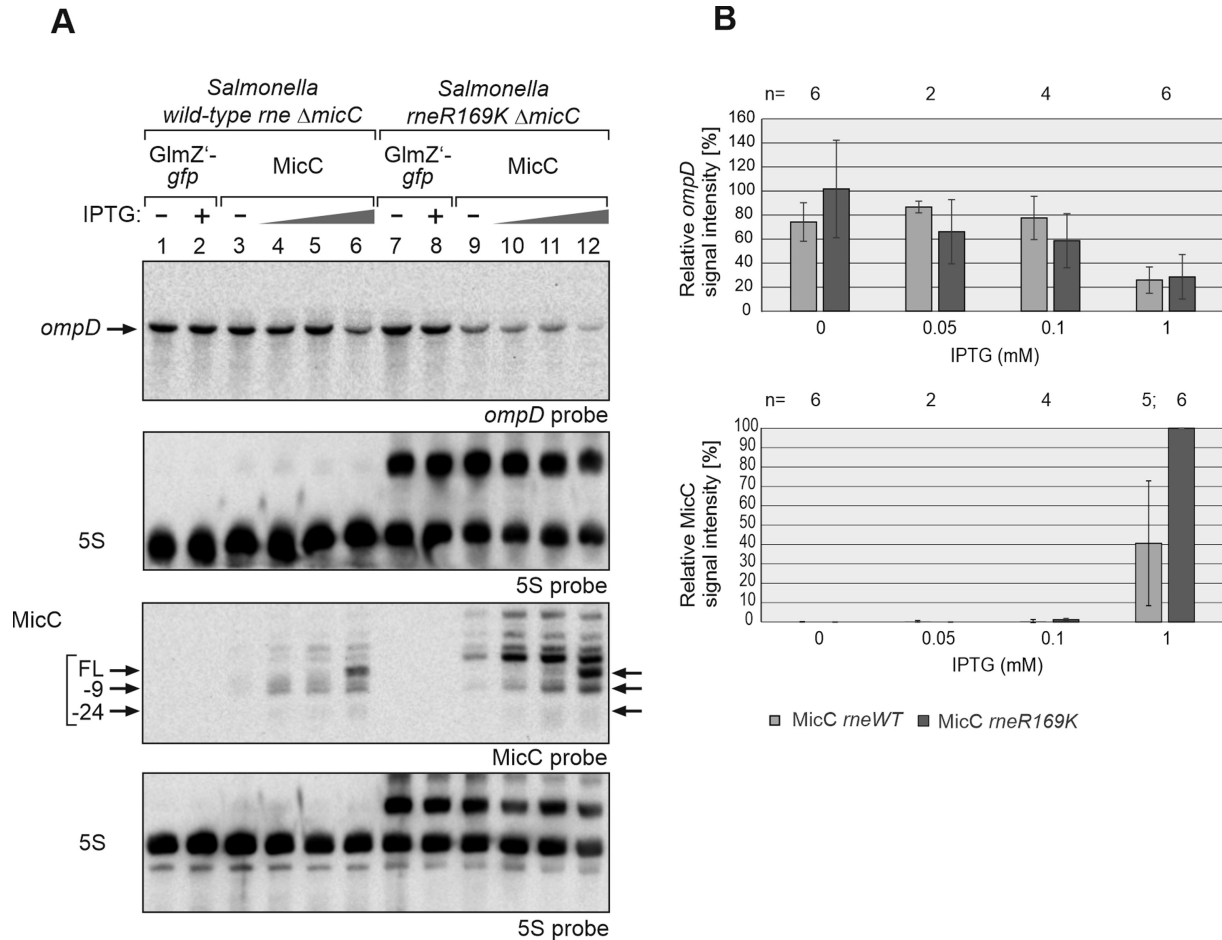 A
Salmonella
wild-type rne ΔmicC
Salmonella
rneR169K ΔmicC
GlmZ‘-
gfp
MicC
GlmZ‘-
gfp
MicC
IPTG: – + – – + –
1 2 3 4 5 6 7 8 9 10 11 12
ompD
ompD probe
5S
5S probe
MicC
FL
-9
-24
MicC probe
5S
5S probe
B
n= 6 2 4 6
Relative ompD
signal intensity [%]
160
140
120
100
80
60
40
20
0
0 0.05 0.1 1
IPTG (mM)
n= 6 2 4 5; 6
Relative MicC
signal intensity [%]
100
90
80
70
60
50
40
30
20
10
0
0 0.05 0.1 1
IPTG (mM)
MicC rneWT MicC rneR169K